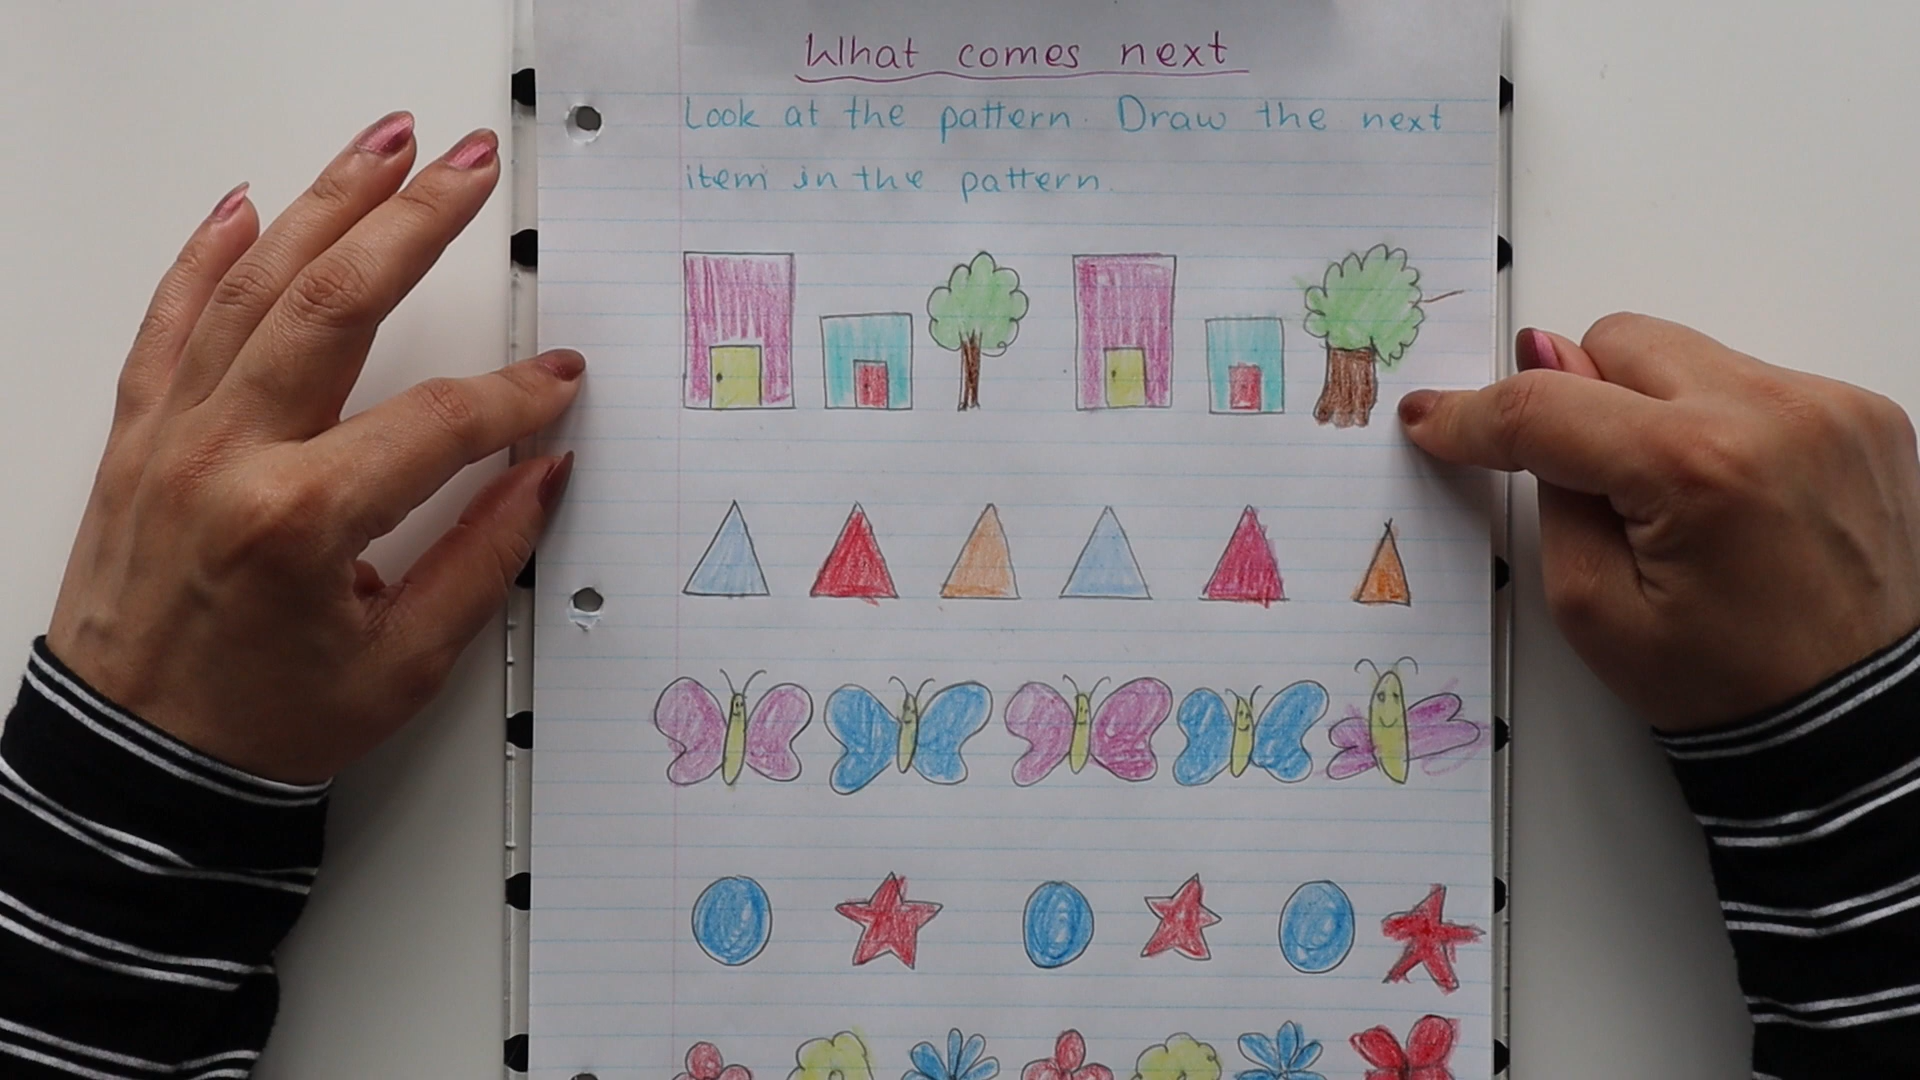 What comes next
Look at the pattern. Draw the next
item in the pattern.